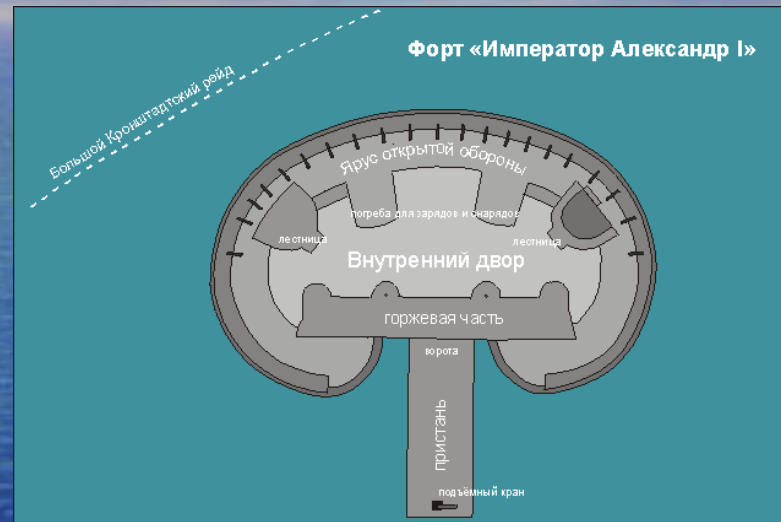 Форт «Император Александр I»
Большой Кронштадтский рейд
Ярус открытой обороны
погреба для зарядов и снарядов
лестница
лестница
Внутренний двор
горжевая часть
ворота
пристань
подъёмный кран